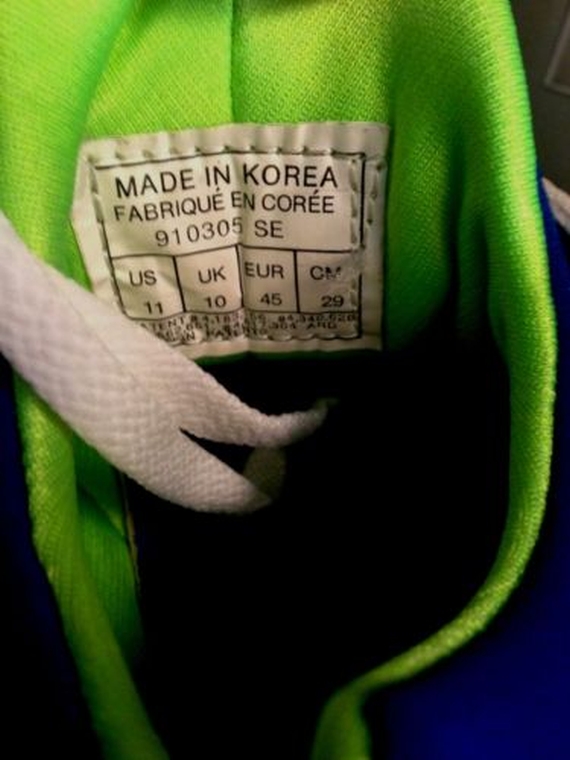 MADE IN KOREA
FABRIQUÉ EN CORÉE
910305 SE
US UK EUR CM
11 10 45 29